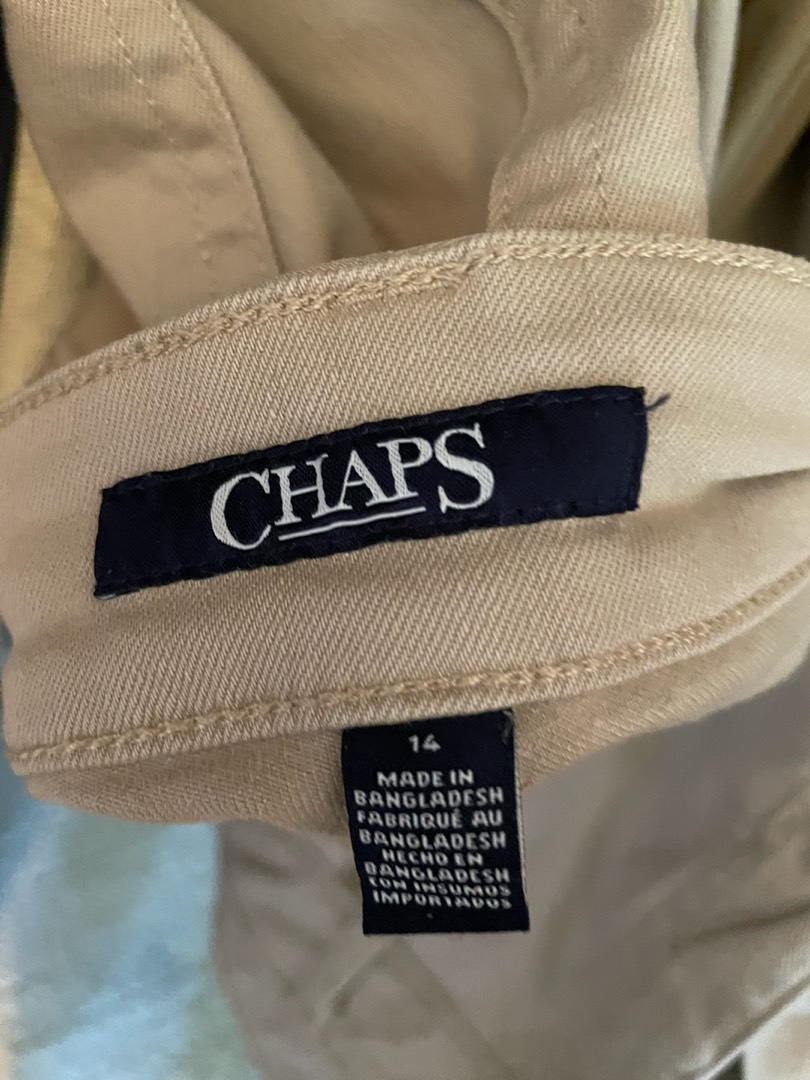 CHAPS
14
MADE IN
BANGLADESH
FABRIQUÉ AU
BANGLADESH
HECHO EN
BANGLADESH
CON INSUMOS
IMPORTADOS